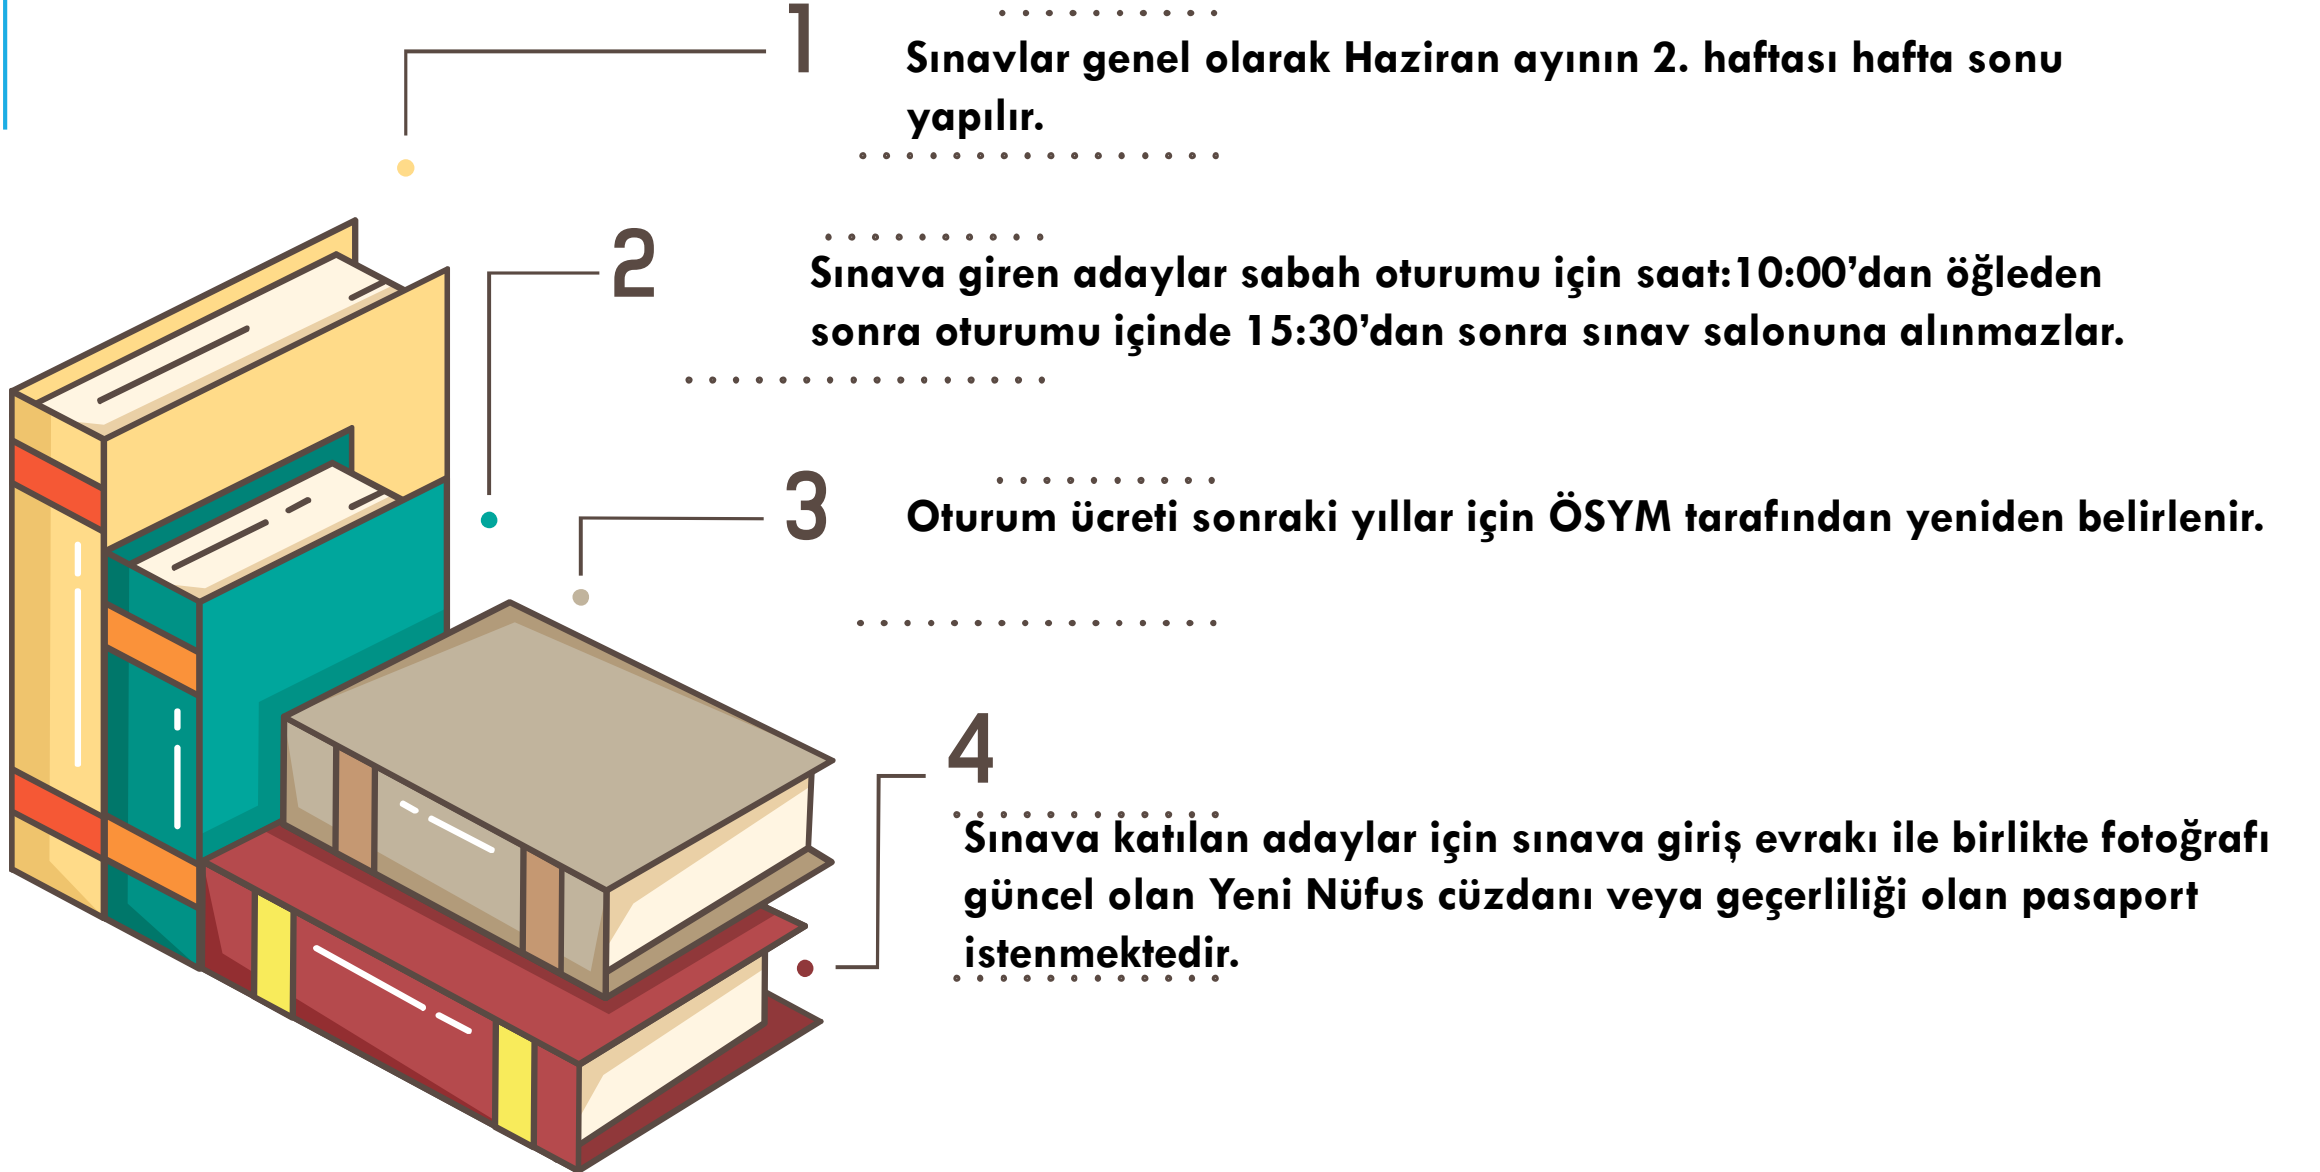 1
Sınavlar genel olarak Haziran ayının 2. haftası hafta sonu
yapılır.
2
Sınava giren adaylar sabah oturumu için saat:10:00’dan öğleden
sonra oturumu içinde 15:30’dan sonra sınav salonuna alınmazlar.
3
Oturum ücreti sonraki yıllar için ÖSYM tarafından yeniden belirlenir.
4
Sınava katılan adaylar için sınava giriş evrakı ile birlikte fotoğrafı
güncel olan Yeni Nüfus cüzdanı veya geçerliliği olan pasaport
istenmektedir.